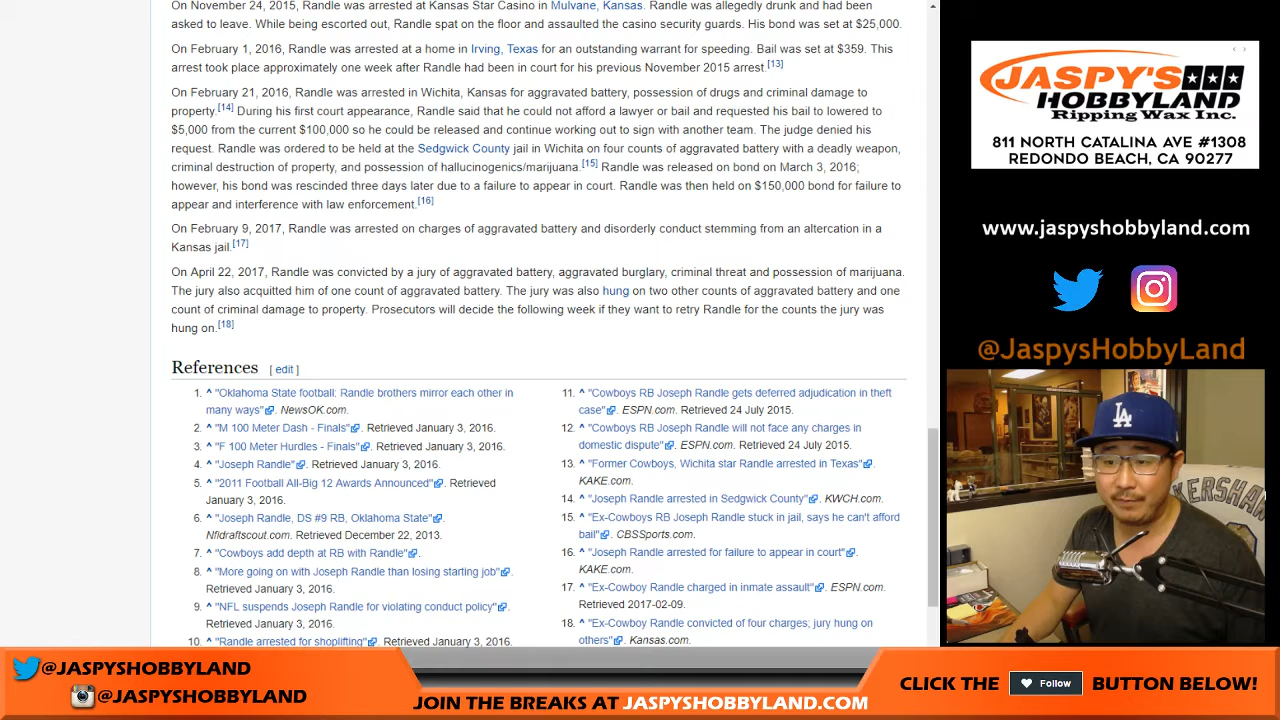 On November 24, 2015, Randle was arrested at Kansas Star Casino in Mulvane, Kansas. Randle was allegedly drunk and had been
asked to leave. While being escorted out, Randle spat on the floor and assaulted the casino security guards. His bond was set at $25,000.
On February 1, 2016, Randle was arrested at a home in Irving, Texas for an outstanding warrant for speeding. Bail was set at $359. This
arrest took place approximately one week after Randle had been in court for his previous November 2015 arrest.[13]
On February 21, 2016, Randle was arrested in Wichita, Kansas for aggravated battery, possession of drugs and criminal damage to
property.[14] During his first court appearance, Randle said that he could not afford a lawyer or bail and requested his bail to lowered to
$5,000 from the current $100,000 so he could be released and continue working out to sign with another team. The judge denied his
request. Randle was ordered to be held at the Sedgwick County jail in Wichita on four counts of aggravated battery with a deadly weapon,
criminal destruction of property, and possession of hallucinogenics/marijuana.[15] Randle was released on bond on March 3, 2016;
however, his bond was rescinded three days later due to a failure to appear in court. Randle was then held on $150,000 bond for failure to
appear and interference with law enforcement.[16]
On February 9, 2017, Randle was arrested on charges of aggravated battery and disorderly conduct stemming from an altercation in a
Kansas jail.[17]
On April 22, 2017, Randle was convicted by a jury of aggravated battery, aggravated burglary, criminal threat and possession of marijuana.
The jury also acquitted him of one count of aggravated battery. The jury was also hung on two other counts of aggravated battery and one
count of criminal damage to property. Prosecutors will decide the following week if they want to retry Randle for the counts the jury was
hung on.[18]
References [ edit ]
1. ^ "Oklahoma State football: Randle brothers mirror each other in
many ways". NewsOK.com.
2. ^ "M 100 Meter Dash - Finals". Retrieved January 3, 2016.
3. ^ "F 100 Meter Hurdles - Finals". Retrieved January 3, 2016.
4. ^ "Joseph Randle". Retrieved January 3, 2016.
5. ^ "2011 Football All-Big 12 Awards Announced". Retrieved
January 3, 2016.
6. ^ "Joseph Randle, DS #9 RB, Oklahoma State".
Nfldraftscout.com. Retrieved December 22, 2013.
7. ^ "Cowboys add depth at RB with Randle".
8. ^ "More going on with Joseph Randle than losing starting job".
Retrieved January 3, 2016.
9. ^ "NFL suspends Joseph Randle for violating conduct policy".
Retrieved January 3, 2016.
10. ^ "Randle arrested for shoplifting". Retrieved January 3, 2016.
11. ^ "Cowboys RB Joseph Randle gets deferred adjudication in theft
case". ESPN.com. Retrieved 24 July 2015.
12. ^ "Cowboys RB Joseph Randle will not face any charges in
domestic dispute". ESPN.com. Retrieved 24 July 2015.
13. ^ "Former Cowboys, Wichita star Randle arrested in Texas".
KAKE.com.
14. ^ "Joseph Randle arrested in Sedgwick County". KWCH.com.
15. ^ "Ex-Cowboys RB Joseph Randle stuck in jail, says he can't afford
bail". CBSSports.com.
16. ^ "Joseph Randle arrested for failure to appear in court".
KAKE.com.
17. ^ "Ex-Cowboy Randle charged in inmate assault". ESPN.com.
Retrieved 2017-02-09.
18. ^ "Ex-Cowboy Randle convicted of four charges; jury hung on
others". Kansas.com.
JASPY'S
HOBBYLAND
Ripping Wax Inc.
811 NORTH CATALINA AVE #1308
REDONDO BEACH, CA 90277
www.jaspyshobbyland.com
@JaspysHobbyLand
LA
KERSHAW
@JASPYSHOBBYLAND
@JASPYSHOBBYLAND
JOIN THE BREAKS AT JASPYSHOBBYLAND.COM
CLICK THE Follow BUTTON BELOW!